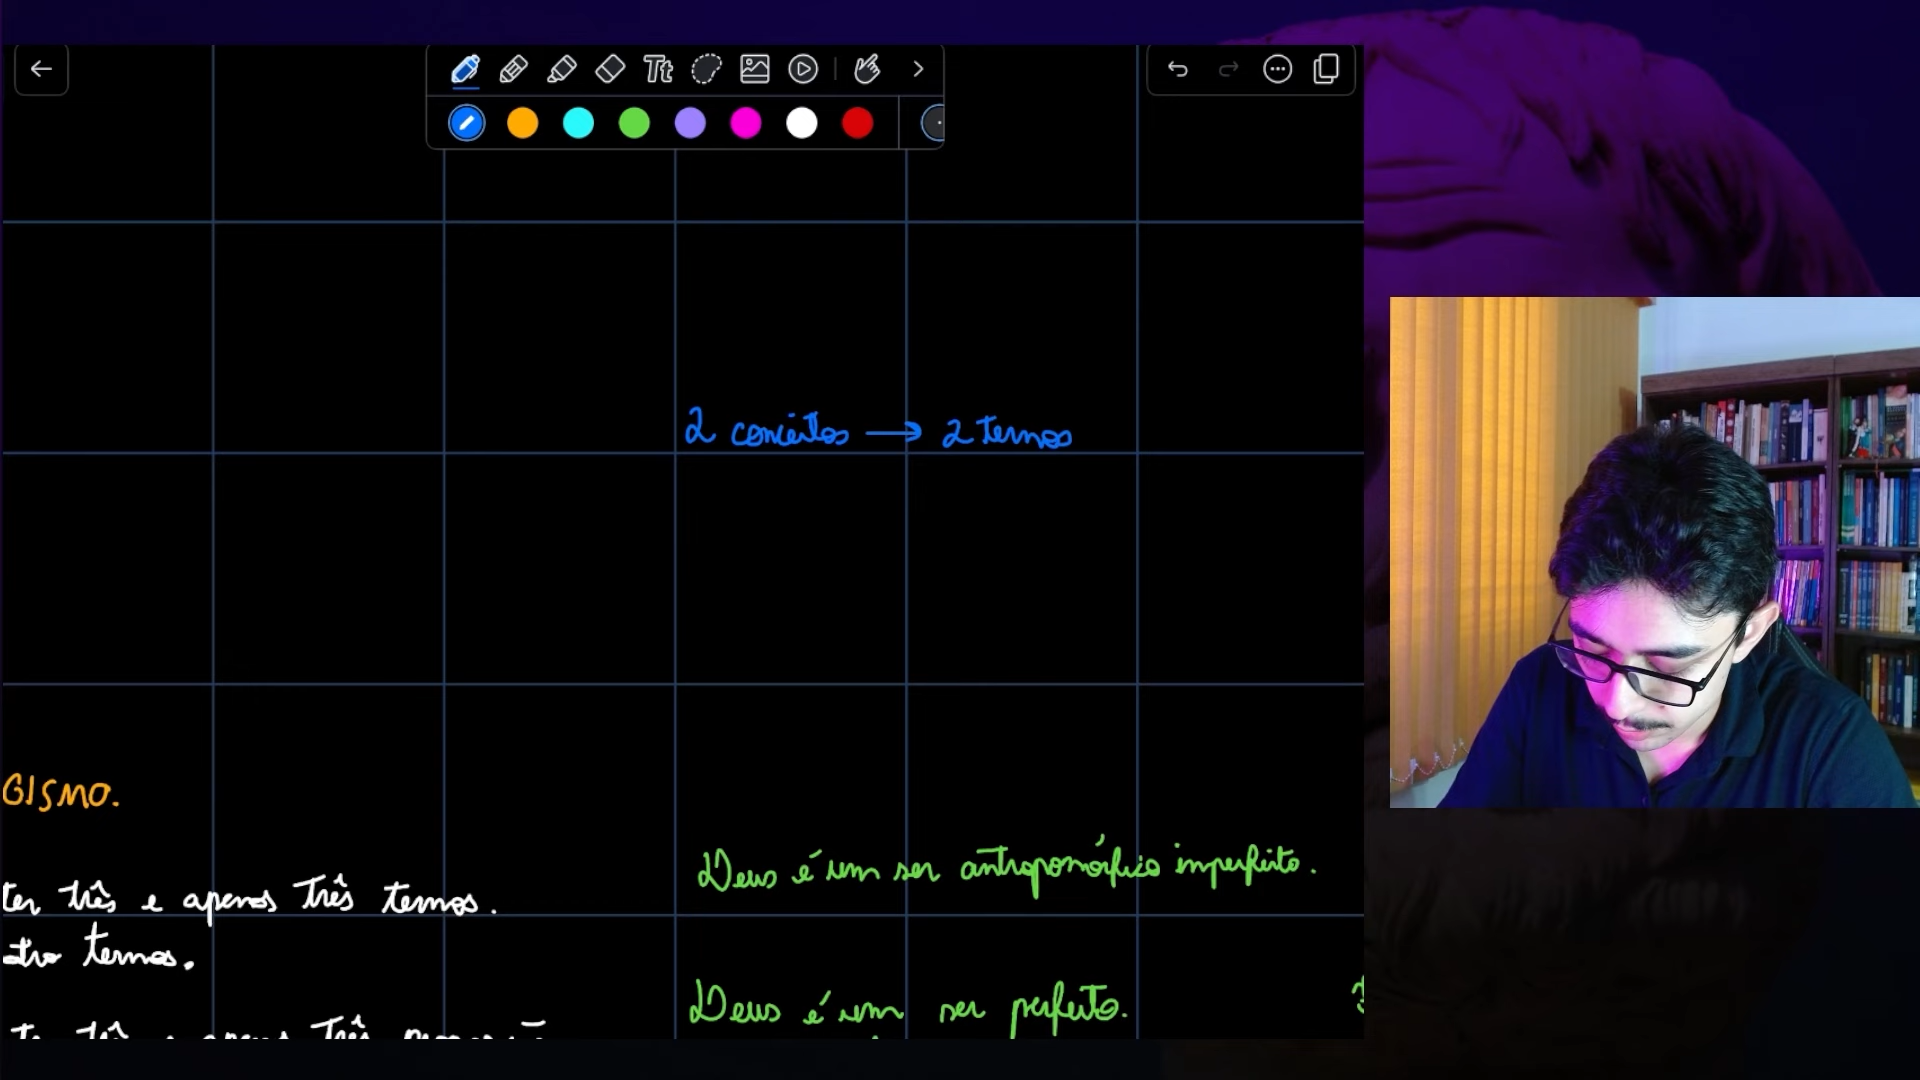 Tt
2 conceitos → 2 termos
GISMO.
ter três e apenas três termos.
termos.
Deus é um ser antropomórfico imperfeito.
Deus é um ser perfeito.